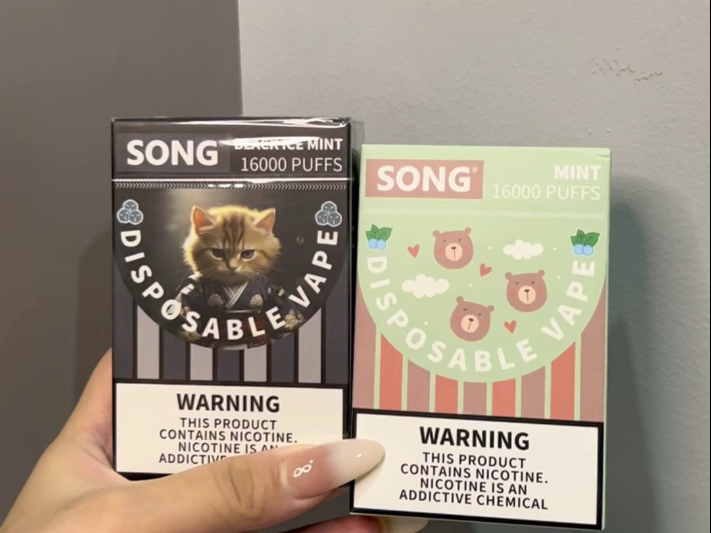 SONG
BLACK ICE MINT
16000 PUFFS
DISPOSABLE VAPE
WARNING
THIS PRODUCT
CONTAINS NICOTINE.
NICOTINE IS AN
ADDICTIVE
SONG
MINT
16000 PUFFS
DISPOSABLE VAPE
WARNING
THIS PRODUCT
CONTAINS NICOTINE.
NICOTINE IS AN
ADDICTIVE CHEMICAL